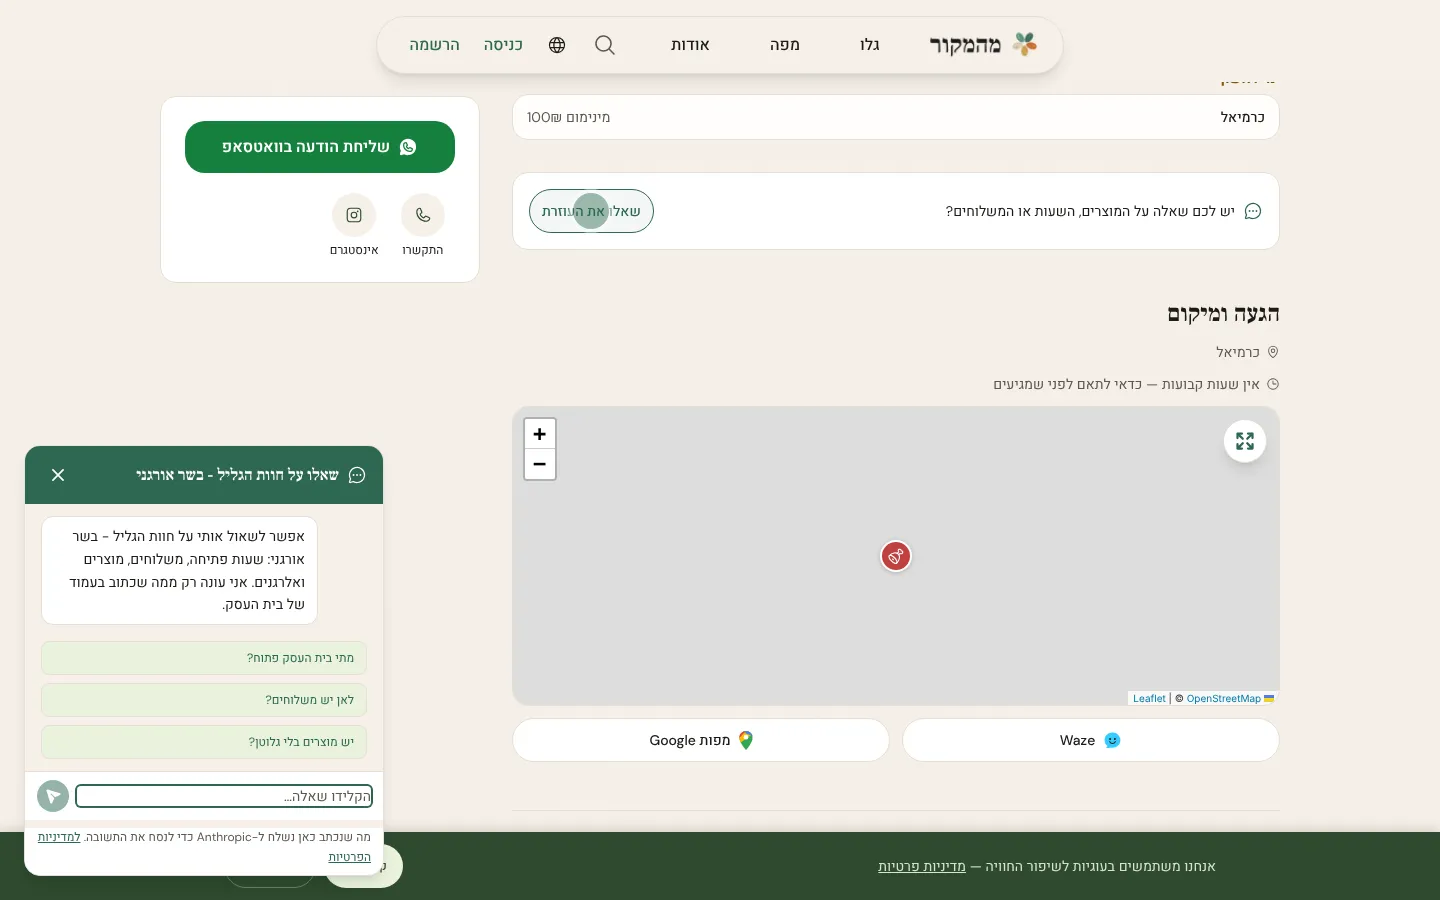 מהמקור
גלו
מפה
אודות
כניסה
הרשמה
כרמיאל
מינימום ₪100
יש לכם שאלה על המוצרים, השעות או המשלוחים?
שאלו את העוזרת
שליחת הודעה בוואטסאפ
התקשרו
אינסטגרם
הגעה ומיקום
כרמיאל
אין שעות קבועות — כדאי לתאם לפני שמגיעים
+
−
Leaflet | © OpenStreetMap
Waze
מפות Google
שאלו על חוות הגליל - בשר אורגני
אפשר לשאול אותי על חוות הגליל - בשר
אורגני: שעות פתיחה, משלוחים, מוצרים
ואלרגנים. אני עונה רק ממה שכתוב בעמוד
של בית העסק.
מתי בית העסק פתוח?
לאן יש משלוחים?
יש מוצרים בלי גלוטן?
הקלידו שאלה...
מה שנכתב כאן נשלח ל-Anthropic כדי לנסח את התשובה. למדיניות
הפרטיות
אנחנו משתמשים בעוגיות לשיפור החוויה — מדיניות פרטיות